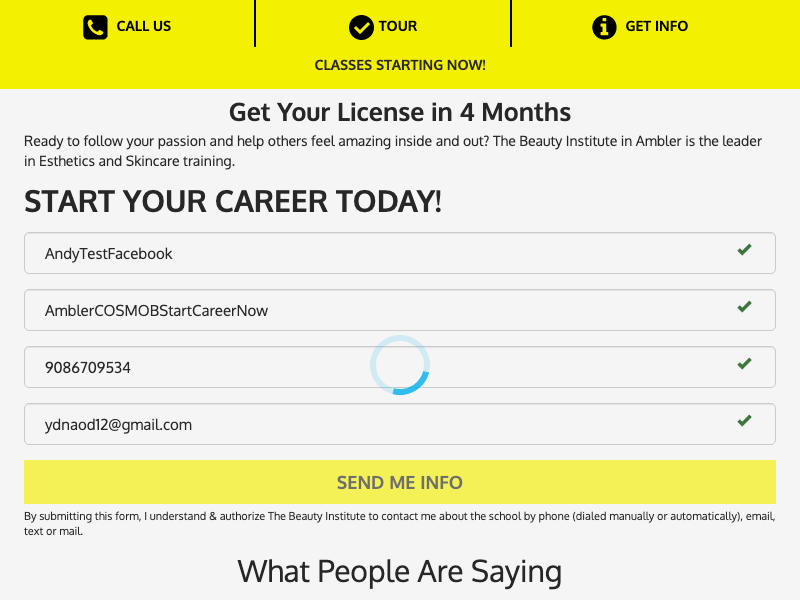 CALL US
TOUR
GET INFO
CLASSES STARTING NOW!
Get Your License in 4 Months
Ready to follow your passion and help others feel amazing inside and out? The Beauty Institute in Ambler is the leader
in Esthetics and Skincare training.
START YOUR CAREER TODAY!
AndyTestFacebook
AmblerCOSMOBStartCareerNow
9086709534
ydnaod12@gmail.com
SEND ME INFO
By submitting this form, I understand & authorize The Beauty Institute to contact me about the school by phone (dialed manually or automatically), email,
text or mail.
What People Are Saying